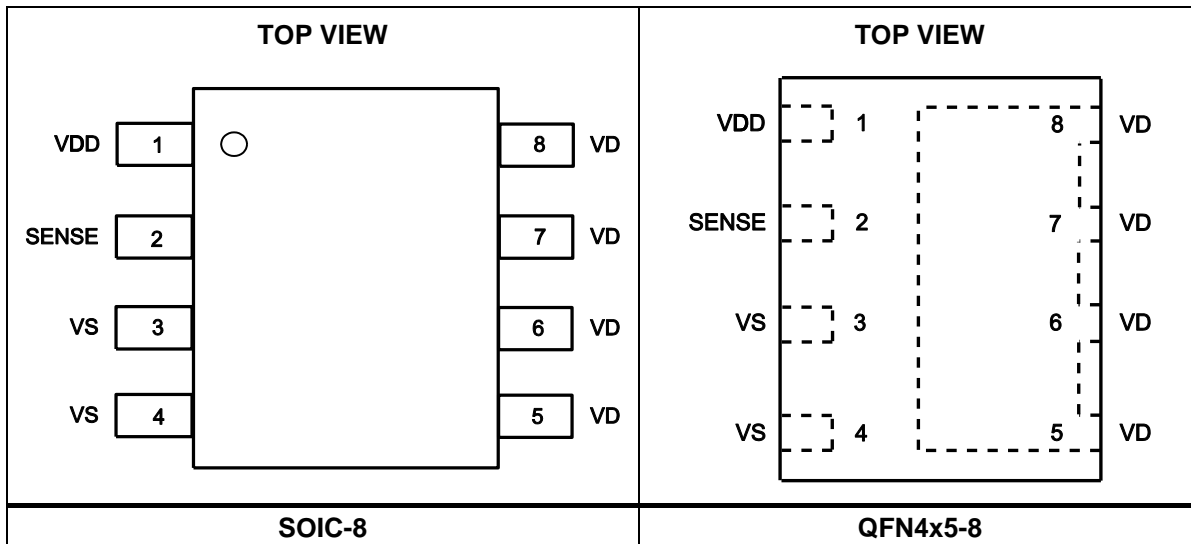 TOP VIEW
VDD 1 8 VD
SENSE 2 7 VD
VS 3 6 VD
VS 4 5 VD
SOIC-8
TOP VIEW
VDD 1 8 VD
SENSE 2 7 VD
VS 3 6 VD
VS 4 5 VD
QFN4x5-8